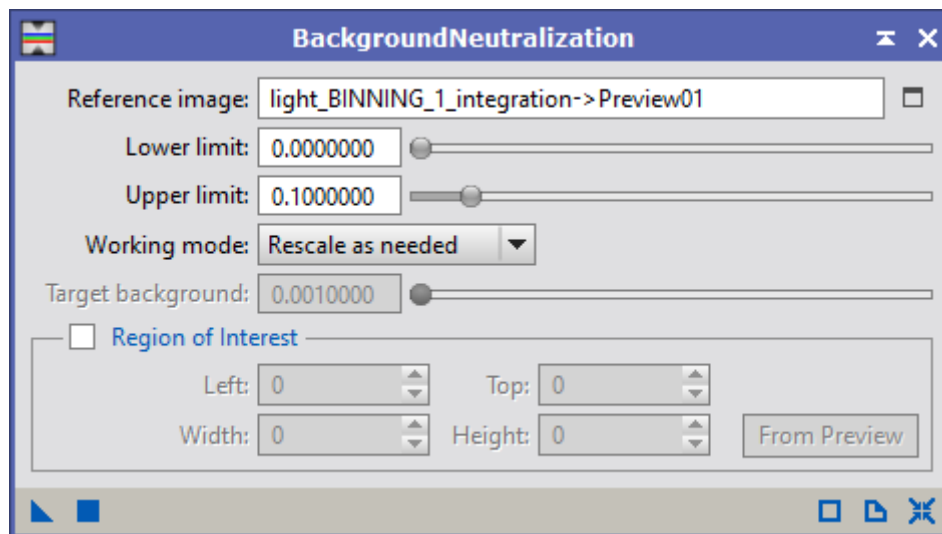 BackgroundNeutralization
Reference image: light_BINNING_1_integration->Preview01
Lower limit: 0.0000000
Upper limit: 0.1000000
Working mode: Rescale as needed
Target background: 0.0010000
Region of Interest
Left: 0 Top: 0
Width: 0 Height: 0 From Preview